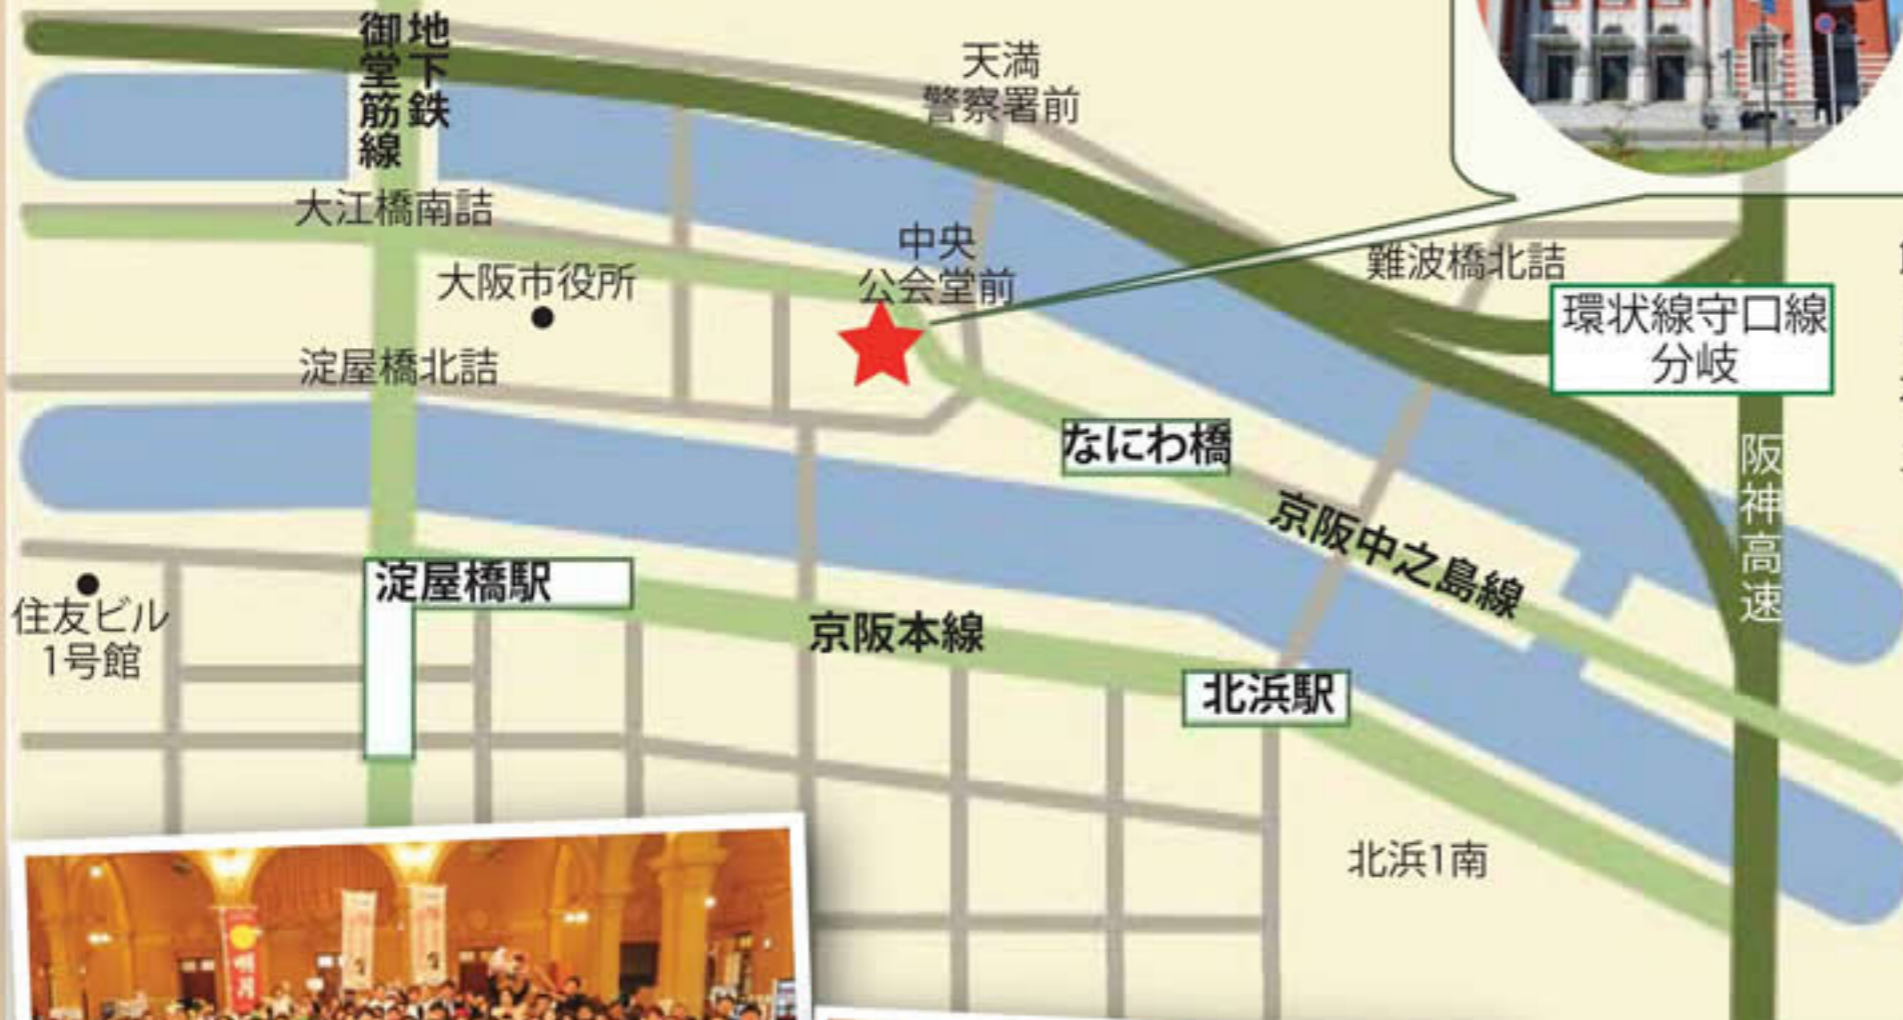 地下鉄
御堂筋線
天満
警察署前
大江橋南詰
中央
公会堂前
難波橋北詰
大阪市役所
環状線守口線
分岐
淀屋橋北詰
なにわ橋
阪神高速
京阪中之島線
淀屋橋駅
住友ビル
1号館
京阪本線
北浜駅
北浜1南